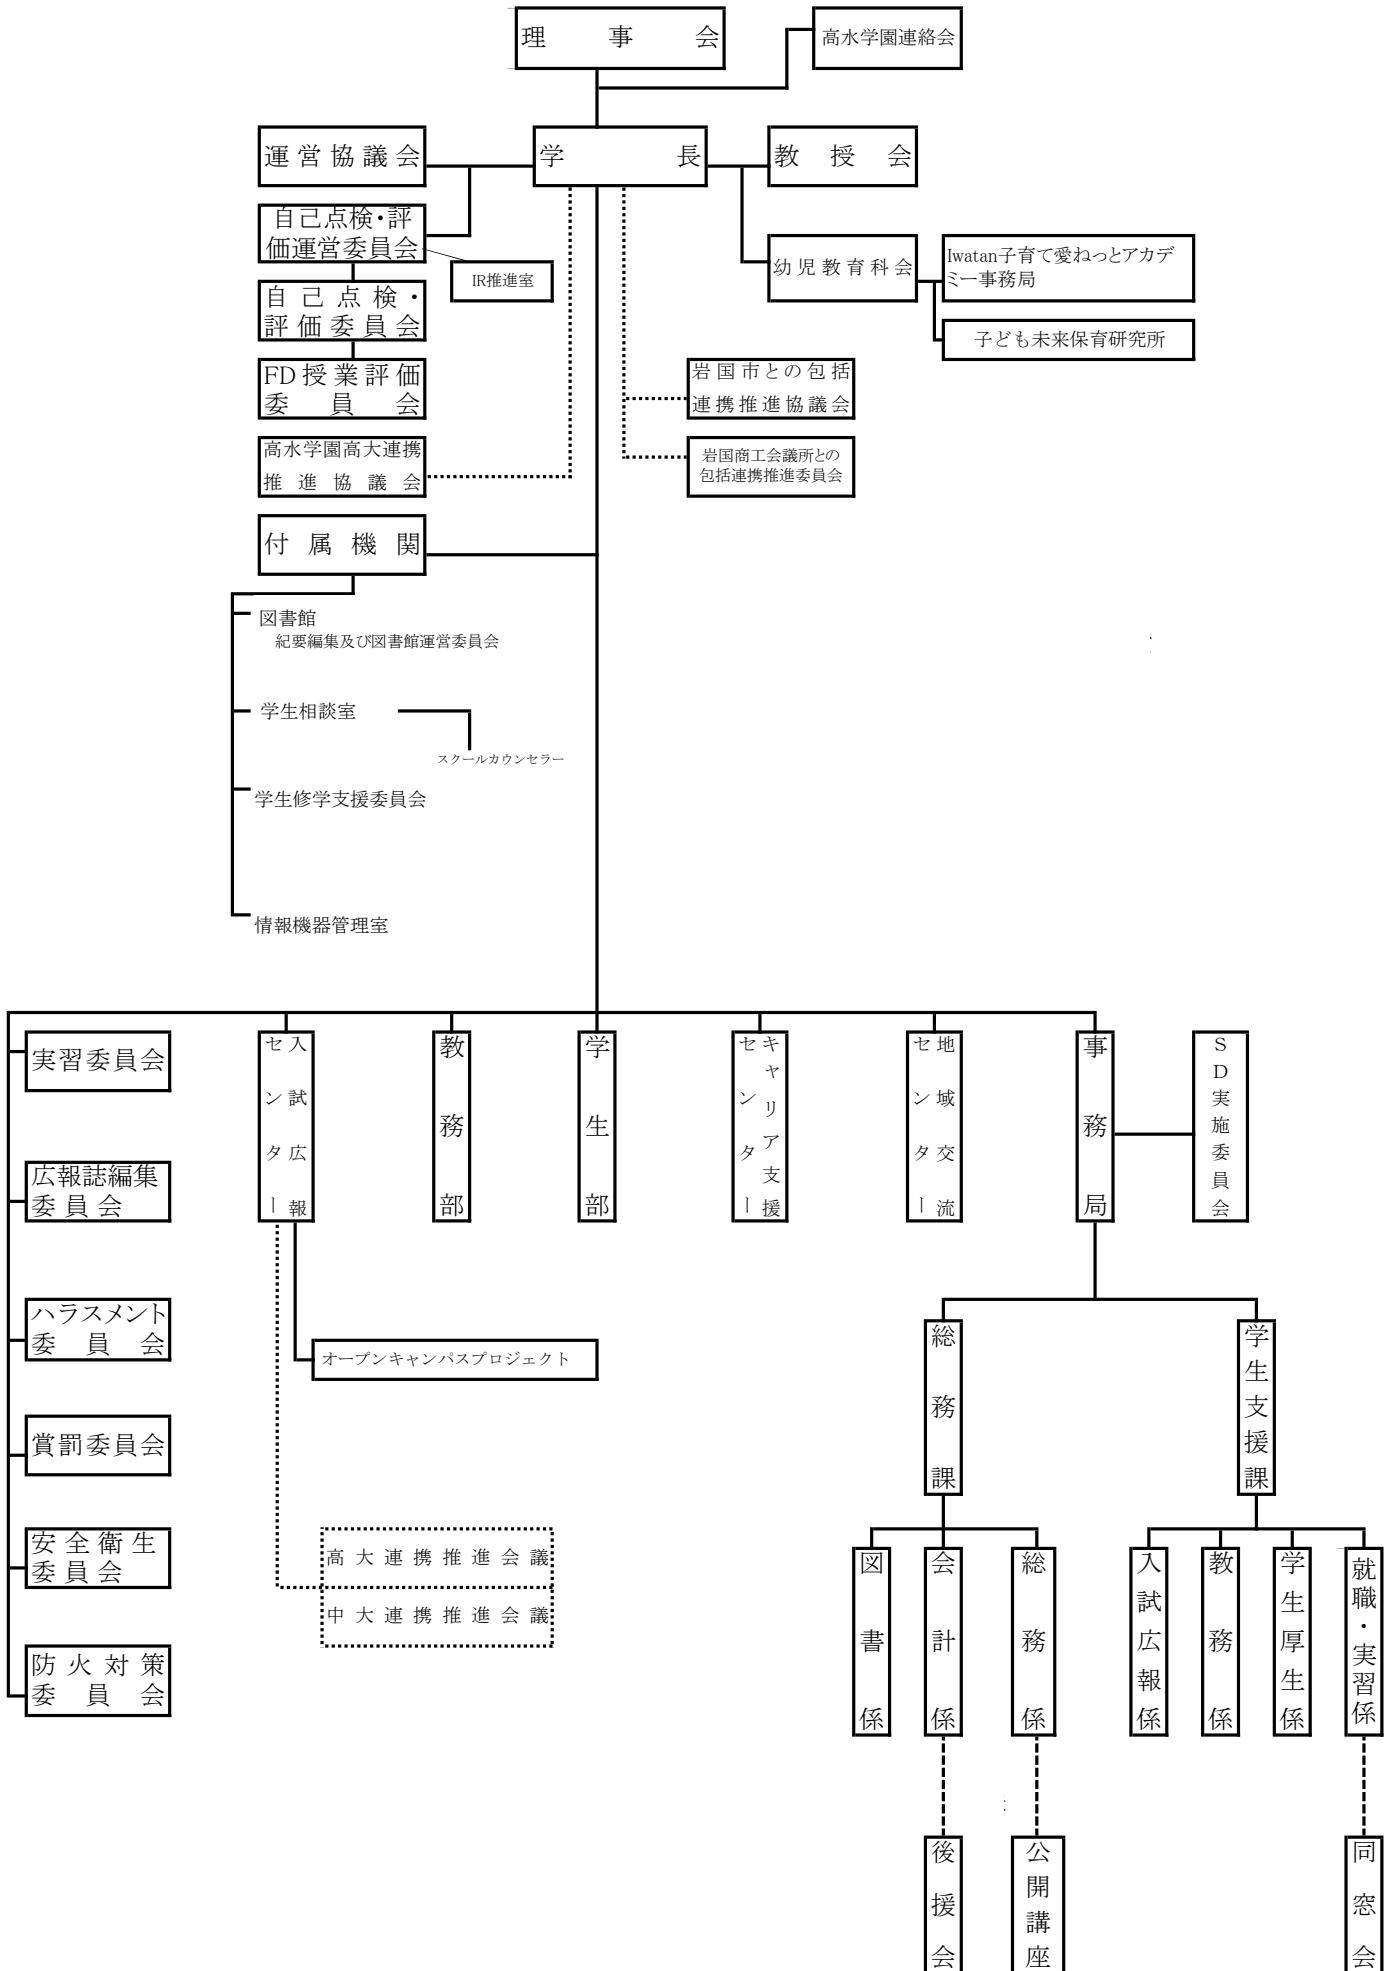 理事会
高水学園連絡会
運営協議会
学長
教授会
自己点検・評
価運営委員会
IR推進室
幼児教育科会
Iwatan子育て愛ねっとアカデ
ミー事務局
自己点検・
評価委員会
子ども未来保育研究所
FD授業評価
委員会
岩国市との包括
連携推進協議会
高水学園高大連携
推進協議会
岩国商工会議所との
包括連携推進委員会
付属機関
図書館
紀要編集及び図書館運営委員会
学生相談室
スクールカウンセラー
学生修学支援委員会
情報機器管理室
実習委員会
広報誌編集
委員会
ハラスメント
委員会
賞罰委員会
安全衛生
委員会
防火対策
委員会
入試広報
センター
教務部
学生部
キャリア支援
センター
地域交流
センター
事務局
SD実施委員会
オープンキャンパスプロジェクト
高大連携推進会議
中大連携推進会議
総務課
学生支援課
図書係
会計係
総務係
入試広報係
教務係
学生厚生係
就職・実習係
後援会
公開講座
同窓会